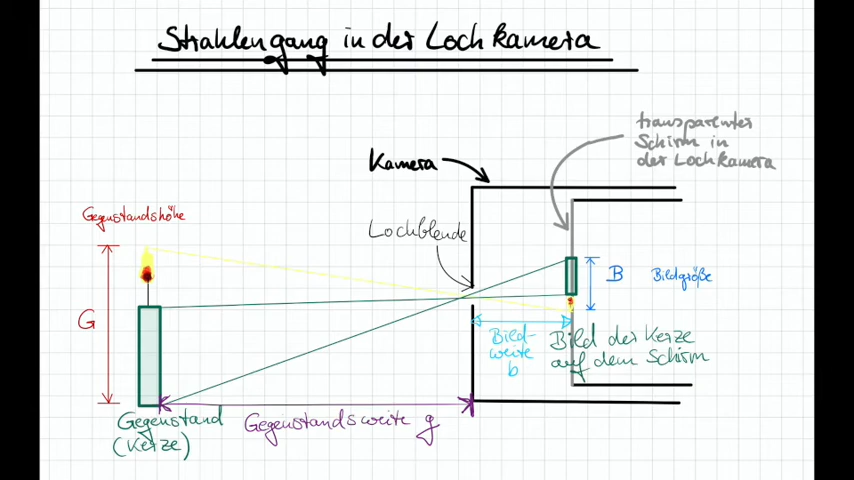 Strahlengang in der Lochkamera
transparenter
Schirm in
der Lochkamera
Kamera
Gegenstandshöhe
Lochblende
G
B Bildgröße
Bild-
weite
b
Bild der Kerze
auf dem Schirm
Gegenstand
(Kerze)
Gegenstandsweite g